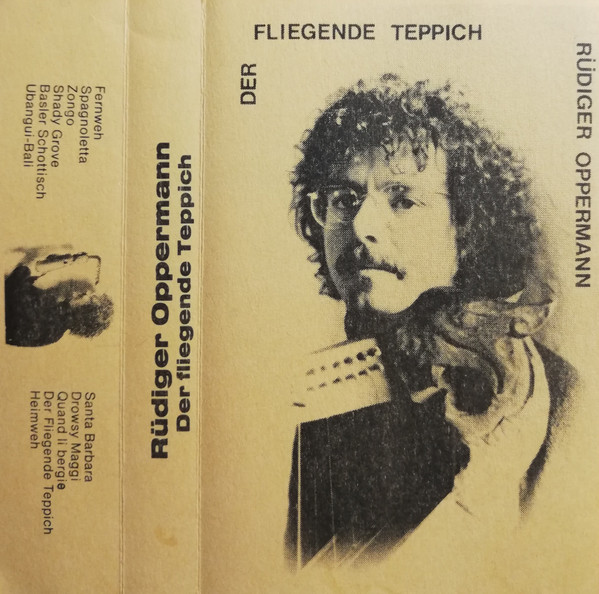 DER
FLIEGENDE TEPPICH
RÜDIGER OPPERMANN
Rüdiger Oppermann
Der fliegende Teppich
Fernweh
Spagnoletta
Zongo
Shady Grove
Basler Schottisch
Ubangui-Bali
Santa Barbara
Drowsy Maggi
Quand li bergie
Der Fliegende Teppich
Heimweh